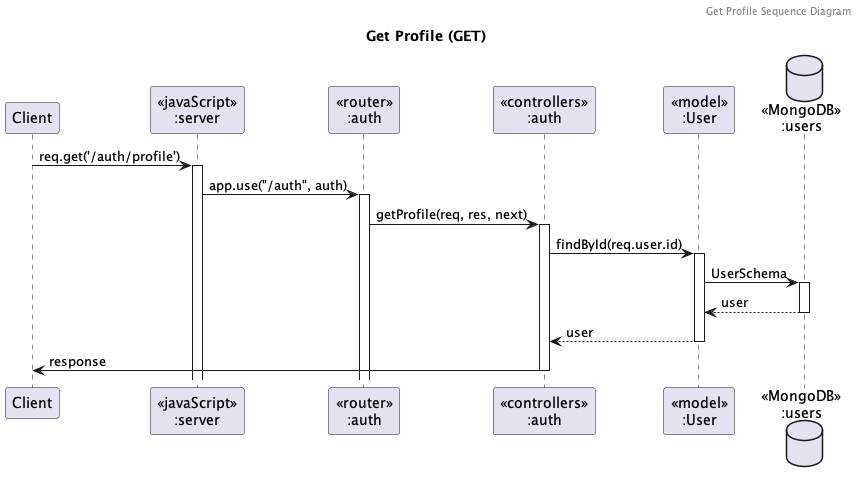 Get Profile Sequence Diagram
Get Profile (GET)
Client
«javaScript»
:server
«router»
:auth
«controllers»
:auth
«model»
:User
«MongoDB»
:users
req.get('/auth/profile')
app.use("/auth", auth)
getProfile(req, res, next)
findById(req.user.id)
UserSchema
user
user
response
Client
«javaScript»
:server
«router»
:auth
«controllers»
:auth
«model»
:User
«MongoDB»
:users